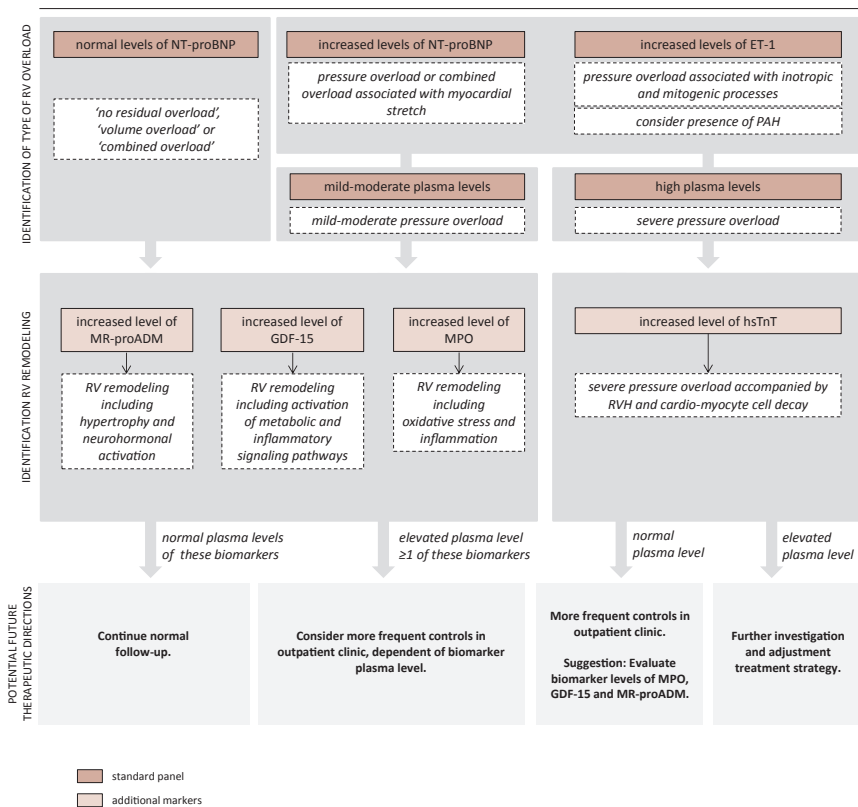 IDENTIFICATION OF TYPE OF RV OVERLOAD
normal levels of NT-proBNP
‘no residual overload’,
‘volume overload’ or
‘combined overload’
increased levels of NT-proBNP
pressure overload or combined
overload associated with myocardial
stretch
increased levels of ET-1
pressure overload associated with inotropic
and mitogenic processes
consider presence of PAH
mild-moderate plasma levels
mild-moderate pressure overload
high plasma levels
severe pressure overload
IDENTIFICATION RV REMODELING
increased level of
MR-proADM
RV remodeling
including
hypertrophy and
neurohormonal
activation
increased level of
GDF-15
RV remodeling
including activation
of metabolic and
inflammatory
signaling pathways
increased level of
MPO
RV remodeling
including
oxidative stress and
inflammation
increased level of hsTnT
severe pressure overload accompanied by
RVH and cardio-myocyte cell decay
normal plasma levels
of these biomarkers
elevated plasma level
≥1 of these biomarkers
normal
plasma level
elevated
plasma level
POTENTIAL FUTURE
THERAPEUTIC DIRECTIONS
Continue normal
follow-up.
Consider more frequent controls in
outpatient clinic, dependent of biomarker
plasma level.
More frequent controls in
outpatient clinic.
Suggestion: Evaluate
biomarker levels of MPO,
GDF-15 and MR-proADM.
Further investigation
and adjustment
treatment strategy.
standard panel
additional markers